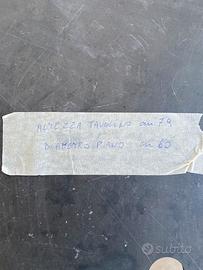 ALTEZZA TAVOLINO cm 79
DIAMETRO PIANO cm 60
subito